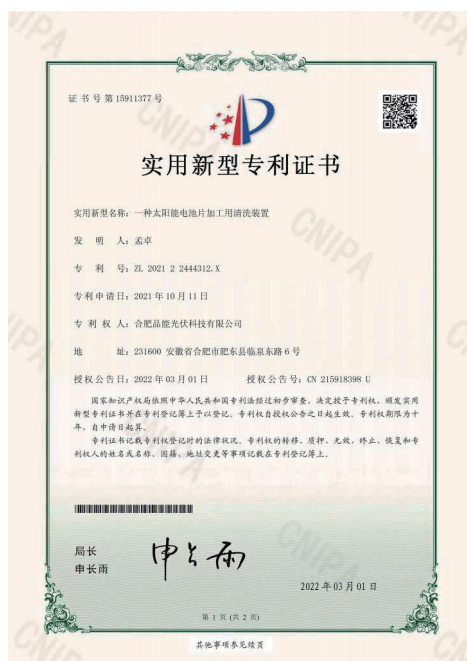 证书号第15911377号
实用新型专利证书
实用新型名称：一种太阳能电池片加工用清洗装置
发 明 人：孟卓
专 利 号：ZL 2021 2 2444312.X
专利申请日：2021年10月11日
专 利 权 人：合肥品能光伏科技有限公司
地 址：231600 安徽省合肥市肥东县临泉东路6号
授权公告日：2022年03月01日 授权公告号：CN 215918398 U
国家知识产权局依照中华人民共和国专利法经过初步审查，决定授予专利权，颁发实用
新型专利证书并在专利登记簿上予以登记。专利权自授权公告之日起生效。专利权期限为十
年，自申请日起算。
专利证书记载专利权登记时的法律状况。专利权的转移、质押、无效、终止、恢复和专
利权人的姓名或名称、国籍、地址变更等事项记载在专利登记簿上。
局长
申长雨
申长雨
2022年03月01日
第 1 页 (共 2 页)
其他事项参见续页
CNIPA
CNIPA
CNIPA
CNIPA
CNIPA